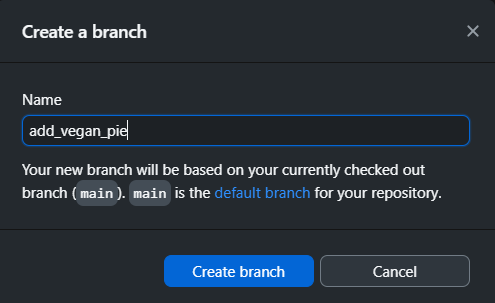 Create a branch
Name
add_vegan_pie
Your new branch will be based on your currently checked out
branch (main). main is the default branch for your repository.
Create branch
Cancel